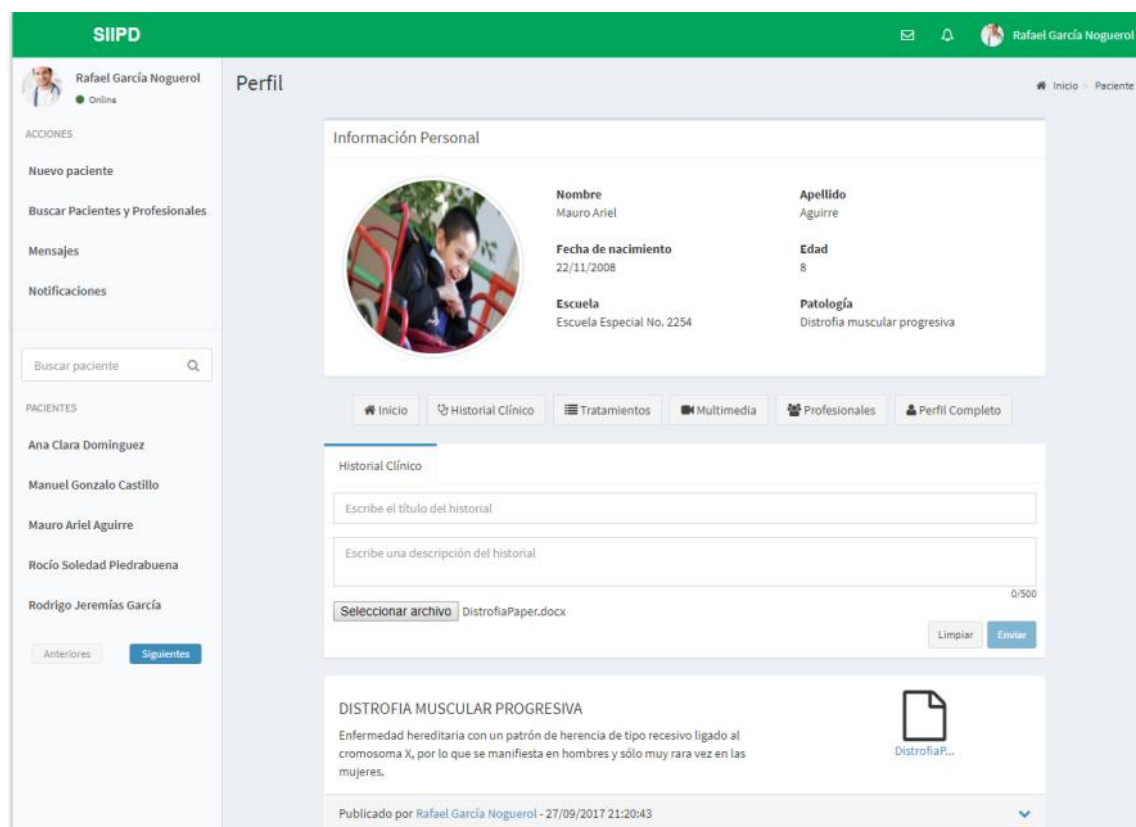 SIIPD
Rafael García Noguerol
Rafael García Noguerol
Online
ACCIONES
Nuevo paciente
Buscar Pacientes y Profesionales
Mensajes
Notificaciones
Buscar paciente
PACIENTES
Ana Clara Dominguez
Manuel Gonzalo Castillo
Mauro Ariel Aguirre
Rocío Soledad Piedrabuena
Rodrigo Jeremías García
Anteriores Siguientes
Perfil
Inicio > Paciente
Información Personal
Nombre Apellido
Mauro Ariel Aguirre
Fecha de nacimiento Edad
22/11/2008 8
Escuela Patología
Escuela Especial No. 2254 Distrofia muscular progresiva
Inicio Historial Clínico Tratamientos Multimedia Profesionales Perfil Completo
Historial Clínico
Escribe el título del historial
Escribe una descripción del historial
0/500
Seleccionar archivo DistrofiaPaper.docx
Limpiar Enviar
DISTROFIA MUSCULAR PROGRESIVA
Enfermedad hereditaria con un patrón de herencia de tipo recesivo ligado al
cromosoma X, por lo que se manifiesta en hombres y sólo muy rara vez en las
mujeres.
DistrofiaP...
Publicado por Rafael García Noguerol - 27/09/2017 21:20:43